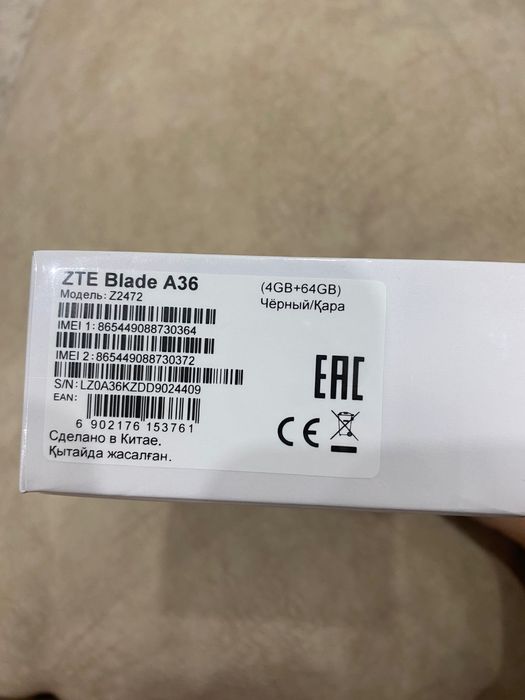 ZTE Blade A36
Модель: Z2472
(4GB+64GB)
Чёрный/Қара
IMEI 1: 865449088730364
IMEI 2: 865449088730372
S/N: LZ0A36KZDD9024409
EAN:
6 902176 153761
Сделано в Китае.
Қытайда жасалған.
EAC
CE